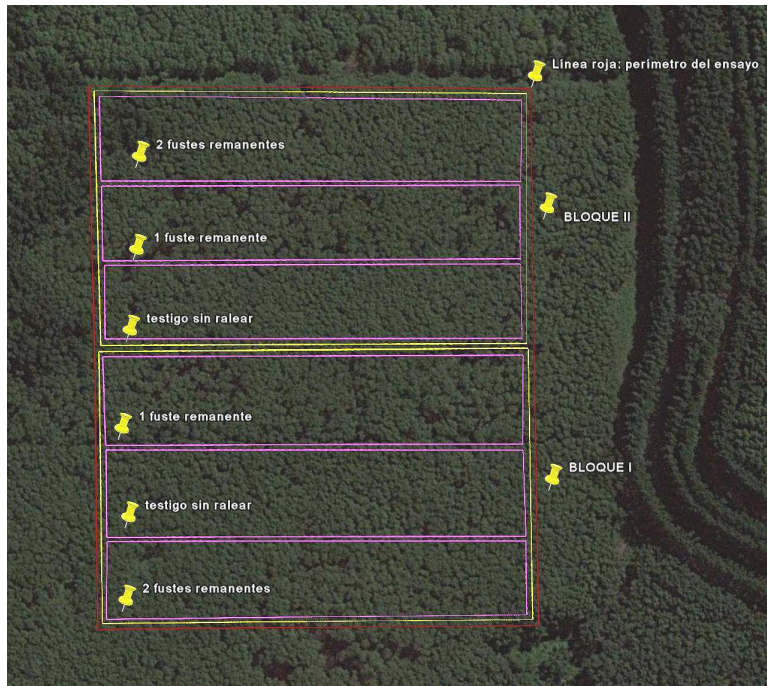 Línea roja: perímetro del ensayo
2 fustes remanentes
BLOQUE II
1 fuste remanente
testigo sin ralear
1 fuste remanente
BLOQUE I
testigo sin ralear
2 fustes remanentes